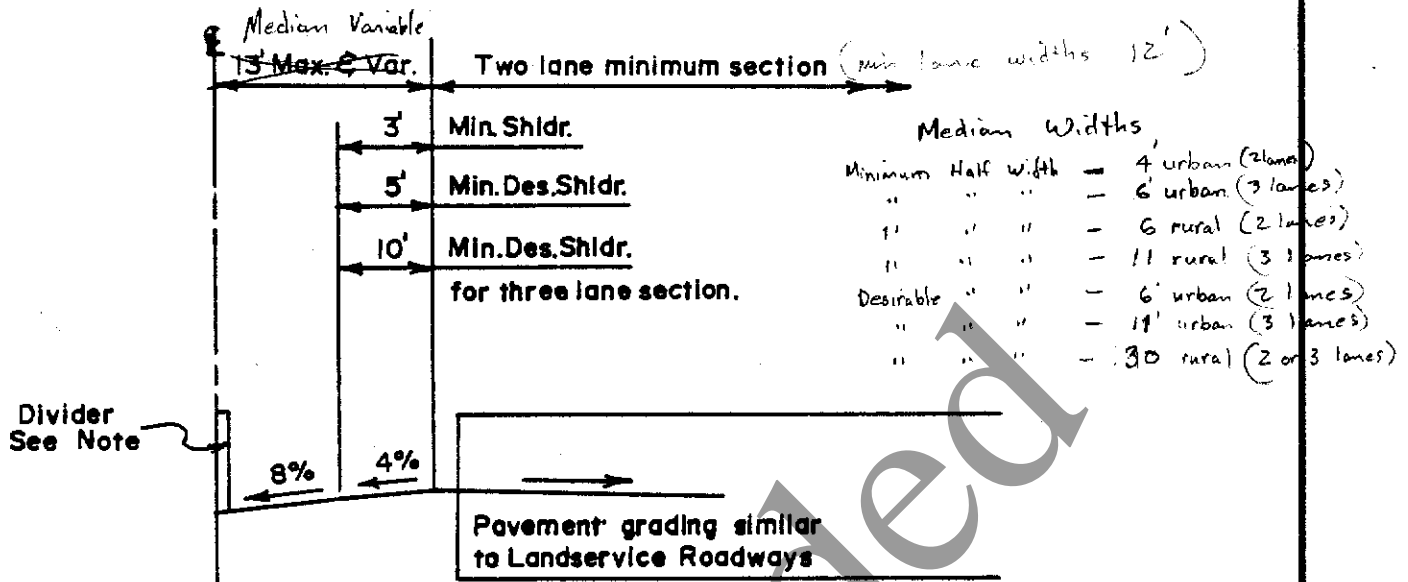 ℄ Median Variable
13' Max. & Var.
Two lane minimum section (min lane widths 12')
3' Min. Shldr.
5' Min. Des. Shldr.
10' Min. Des. Shldr.
for three lane section.
Median Widths
Minimum Half Width — 4' urban (2 lanes)
" " " — 6' urban (3 lanes)
" " " — 6 rural (2 lanes)
" " " — 11 rural (3 lanes)
Desirable " " — 6' urban (2 lanes)
" " " — 11' urban (3 lanes)
" " " — 30 rural (2 or 3 lanes)
Divider
See Note
8%
4%
Pavement grading similar
to Landservice Roadways
ded